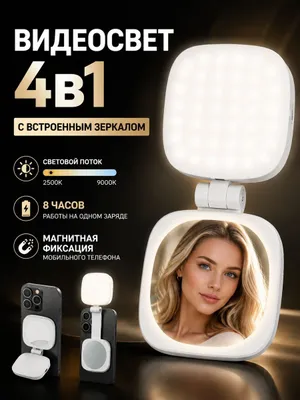 ВИДЕОСВЕТ
4в1
С ВСТРОЕННЫМ ЗЕРКАЛОМ
СВЕТОВОЙ ПОТОК
2500K
9000K
8 ЧАСОВ
РАБОТЫ НА ОДНОМ ЗАРЯДЕ
МАГНИТНАЯ
ФИКСАЦИЯ
МОБИЛЬНОГО ТЕЛЕФОНА